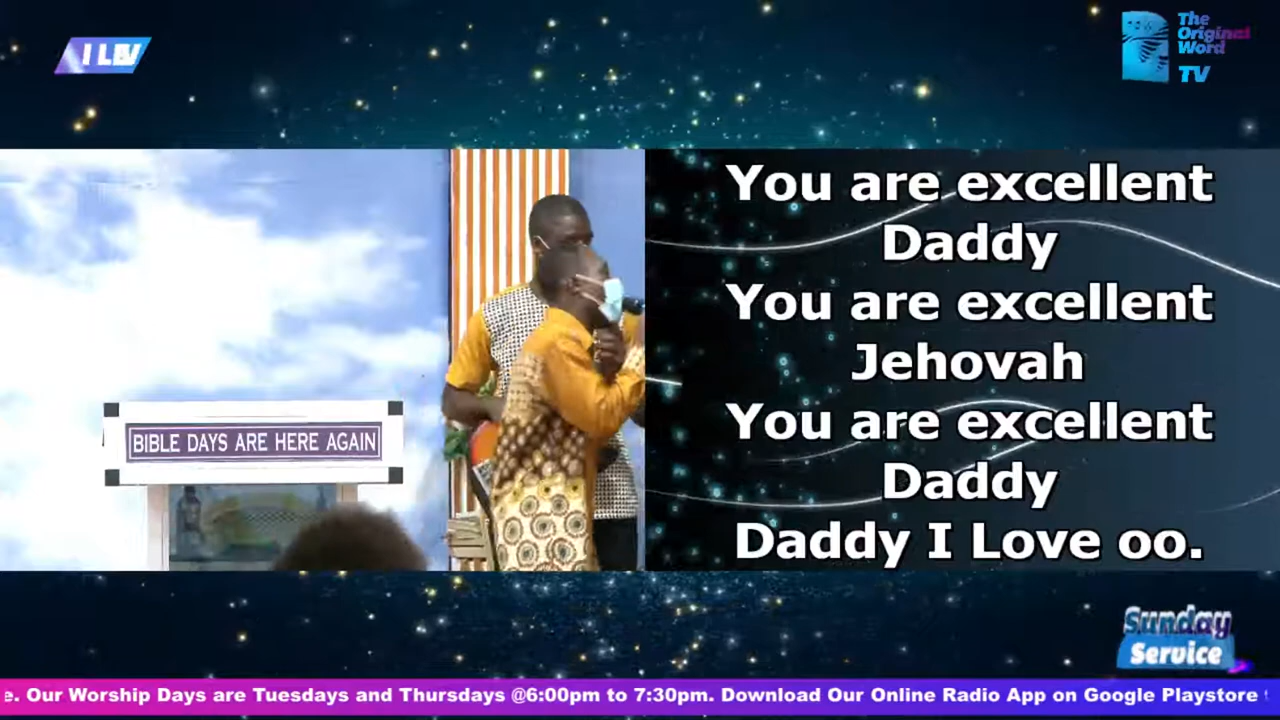 The
Original
Word
TV
You are excellent
Daddy
You are excellent
Jehovah
You are excellent
Daddy
Daddy I Love oo.
BIBLE DAYS ARE HERE AGAIN
Sunday
Service
e. Our Worship Days are Tuesdays and Thursdays @6:00pm to 7:30pm. Download Our Online Radio App on Google Playstore